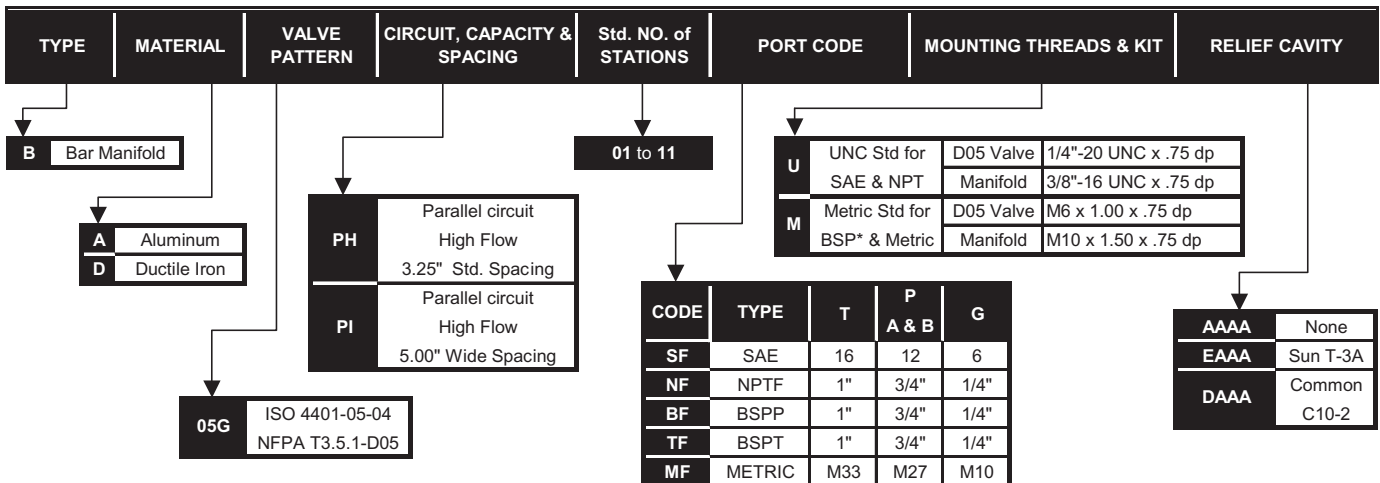 TYPE MATERIAL VALVE PATTERN CIRCUIT, CAPACITY & SPACING Std. NO. of STATIONS PORT CODE MOUNTING THREADS & KIT RELIEF CAVITY
B Bar Manifold
A Aluminum
D Ductile Iron
05G ISO 4401-05-04
NFPA T3.5.1-D05
PH Parallel circuit
High Flow
3.25" Std. Spacing
PI Parallel circuit
High Flow
5.00" Wide Spacing
01 to 11
CODE TYPE T P A & B G
SF SAE 16 12 6
NF NPTF 1" 3/4" 1/4"
BF BSPP 1" 3/4" 1/4"
TF BSPT 1" 3/4" 1/4"
MF METRIC M33 M27 M10
U UNC Std for SAE & NPT
D05 Valve 1/4"-20 UNC x .75 dp
Manifold 3/8"-16 UNC x .75 dp
M Metric Std for BSP* & Metric
D05 Valve M6 x 1.00 x .75 dp
Manifold M10 x 1.50 x .75 dp
AAAA None
EAAA Sun T-3A
DAAA Common
C10-2